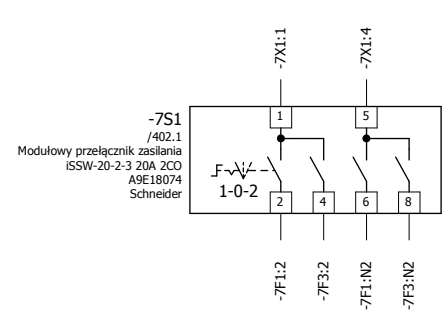 -7X1:1
-7X1:4
-7S1
/402.1
Modułowy przełącznik zasilania
iSSW-20-2-3 20A 2CO
A9E18074
Schneider
1
5
1-0-2
2
4
6
8
-7F1:2
-7F3:2
-7F1:N2
-7F3:N2